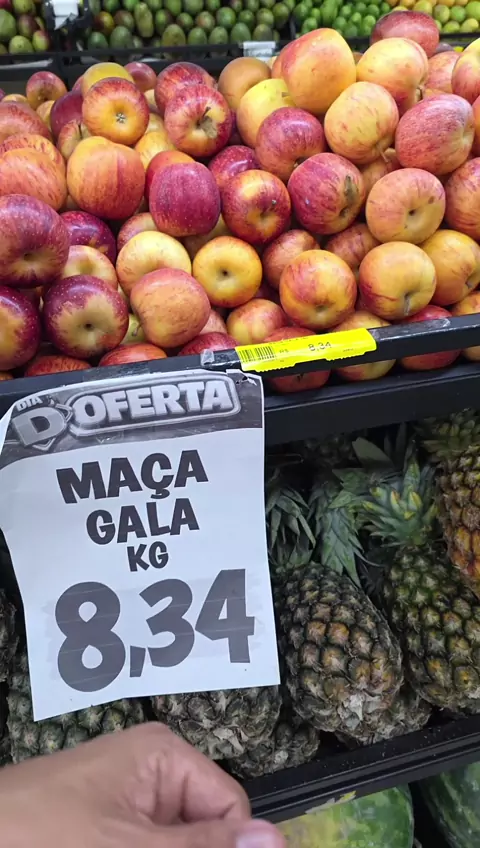 8,34
DIA D'OFERTA
MAÇA
GALA
KG
8,34